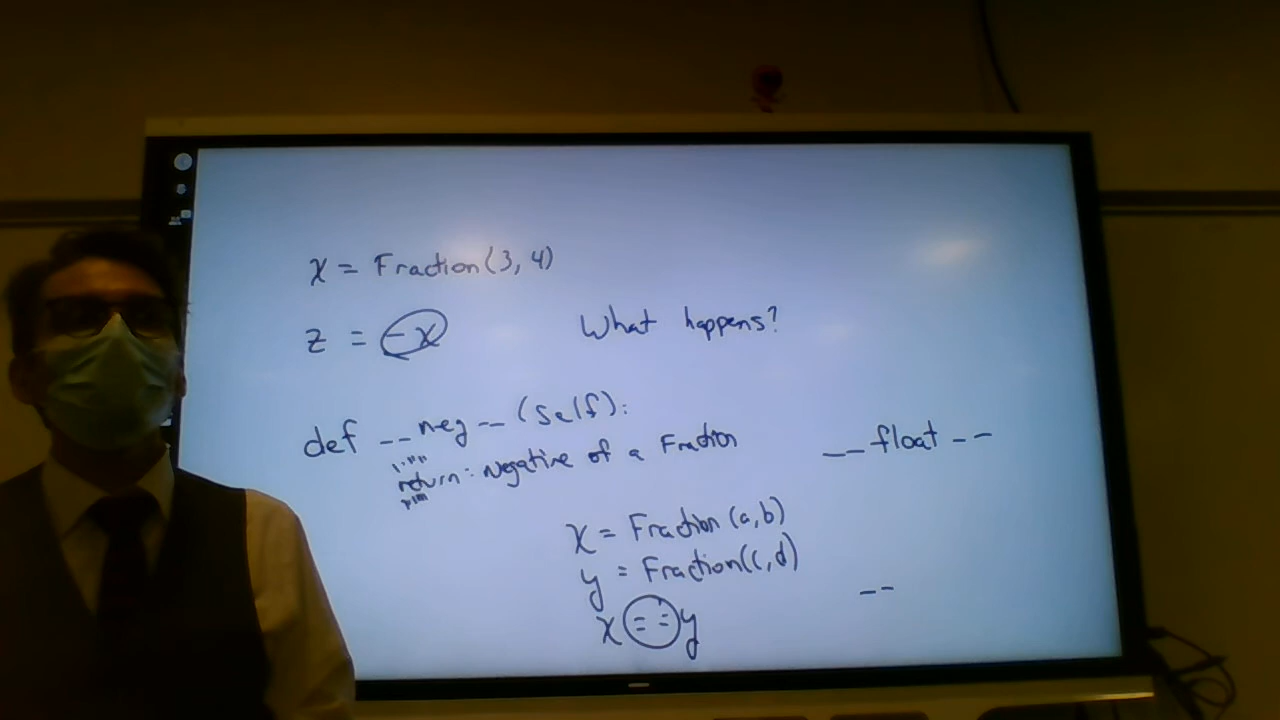 x = Fraction(3, 4)
z = -x
What happens?
def __neg__(self):
"""
return: Negative of a Fraction
"""
__float__
x = Fraction(a,b)
y = Fraction(c,d)
x == y
__